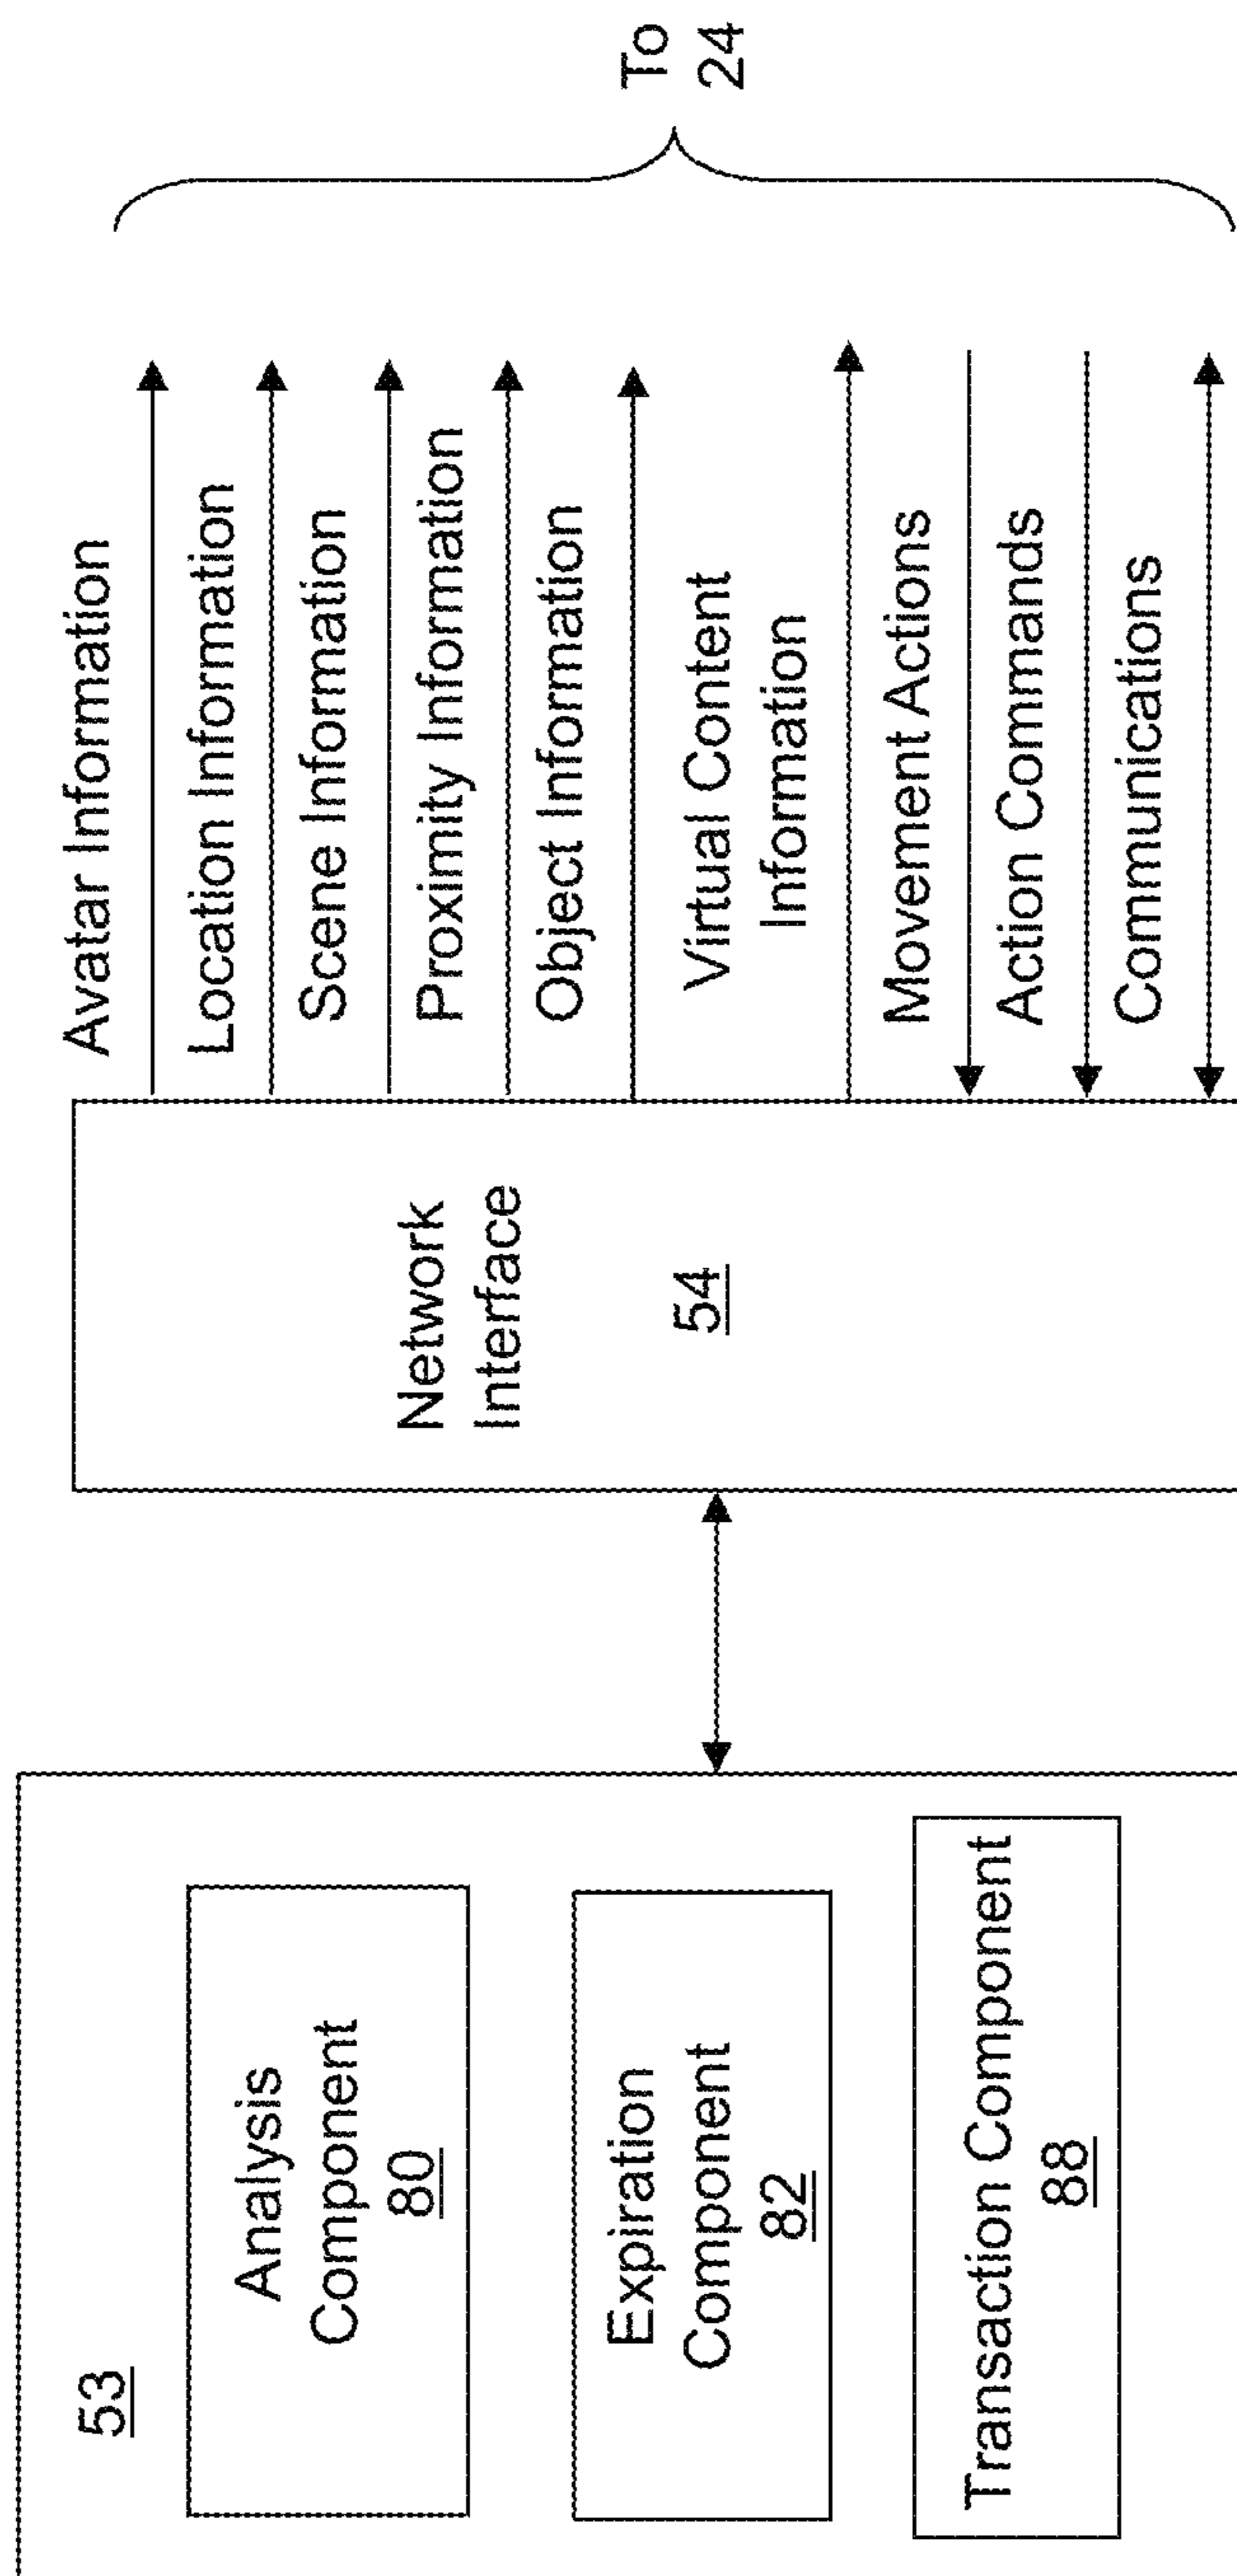 53
Analysis
Component
80
Expiration
Component
82
Transaction Component
88
Network
Interface
54
Avatar Information
Location Information
Scene Information
Proximity Information
Object Information
Virtual Content
Information
Movement Actions
Action Commands
Communications
To
24